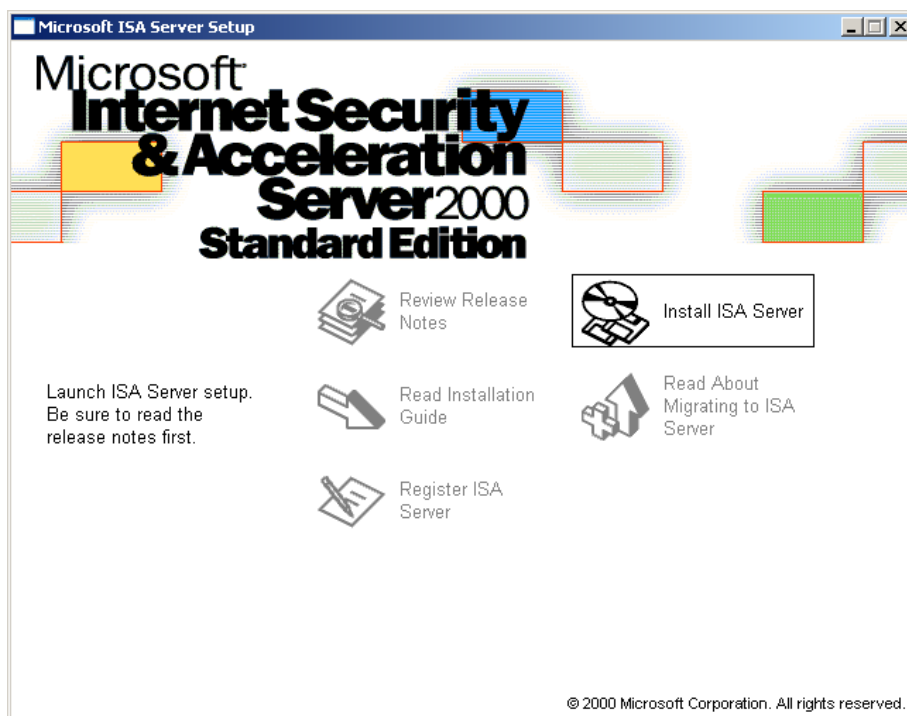 Microsoft ISA Server Setup
Microsoft
Internet Security
& Acceleration
Server 2000
Standard Edition
Review Release
Notes
Install ISA Server
Launch ISA Server setup.
Be sure to read the
release notes first.
Read Installation
Guide
Read About
Migrating to ISA
Server
Register ISA
Server
© 2000 Microsoft Corporation. All rights reserved.